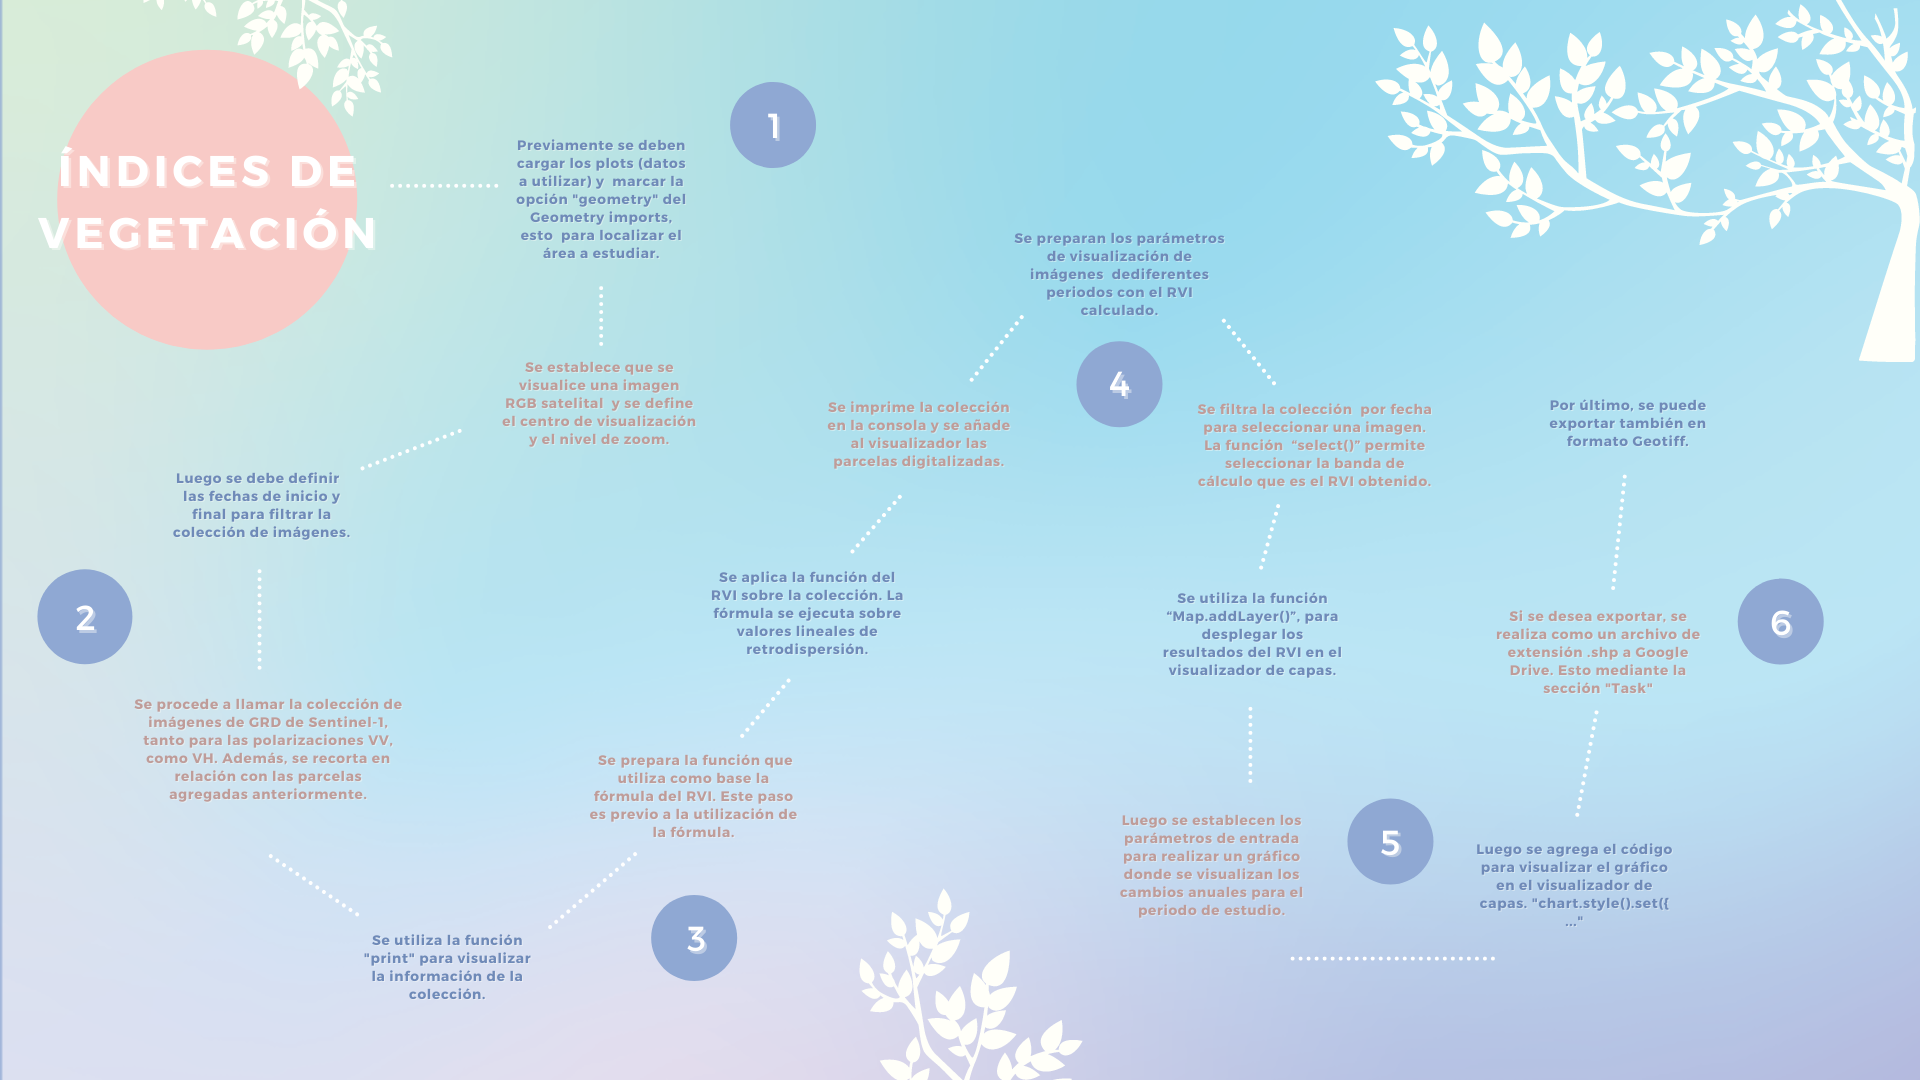 ÍNDICES DE
VEGETACIÓN
1
Previamente se deben
cargar los plots (datos
a utilizar) y marcar la
opción "geometry" del
Geometry imports,
esto para localizar el
área a estudiar.
Se establece que se
visualice una imagen
RGB satelital y se define
el centro de visualización
y el nivel de zoom.
Luego se debe definir
las fechas de inicio y
final para filtrar la
colección de imágenes.
2
Se procede a llamar la colección de
imágenes de GRD de Sentinel-1,
tanto para las polarizaciones VV,
como VH. Además, se recorta en
relación con las parcelas
agregadas anteriormente.
Se utiliza la función
"print" para visualizar
la información de la
colección.
3
Se prepara la función que
utiliza como base la
fórmula del RVI. Este paso
es previo a la utilización de
la fórmula.
Se aplica la función del
RVI sobre la colección. La
fórmula se ejecuta sobre
valores lineales de
retrodispersión.
Se imprime la colección
en la consola y se añade
al visualizador las
parcelas digitalizadas.
Se preparan los parámetros
de visualización de
imágenes dediferentes
periodos con el RVI
calculado.
4
Se filtra la colección por fecha
para seleccionar una imagen.
La función “select()” permite
seleccionar la banda de
cálculo que es el RVI obtenido.
Se utiliza la función
“Map.addLayer()”, para
desplegar los
resultados del RVI en el
visualizador de capas.
Luego se establecen los
parámetros de entrada
para realizar un gráfico
donde se visualizan los
cambios anuales para el
periodo de estudio.
5
Luego se agrega el código
para visualizar el gráfico
en el visualizador de
capas. "chart.style().set({
..."
Si se desea exportar, se
realiza como un archivo de
extensión .shp a Google
Drive. Esto mediante la
sección "Task"
6
Por último, se puede
exportar también en
formato Geotiff.